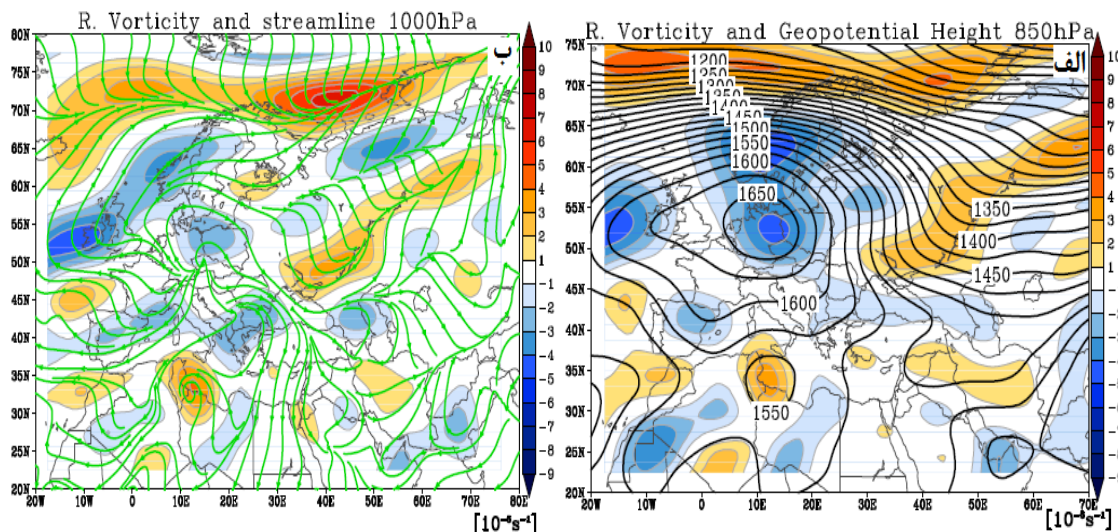 R. Vorticity and streamline 1000hPa
ب
80N
75N
70N
65N
60N
55N
50N
45N
40N
35N
30N
25N
20N
20W 10W 0 10E 20E 30E 40E 50E 60E 70E 80E
10
9
8
7
6
5
4
3
2
1
-1
-2
-3
-4
-5
-6
-7
-8
-9
[10⁻⁵s⁻¹]
R. Vorticity and Geopotential Height 850hPa
الف
75N
70N
65N
60N
55N
50N
45N
40N
35N
30N
25N
20N
1200
1250
1300
1350
1400
1450
1500
1550
1600
1650
1350
1400
1450
1600
1550
20W 10W 0 10E 20E 30E 40E 50E 60E 70E
10
9
8
7
6
5
4
3
2
1
[10⁻⁵s⁻¹]